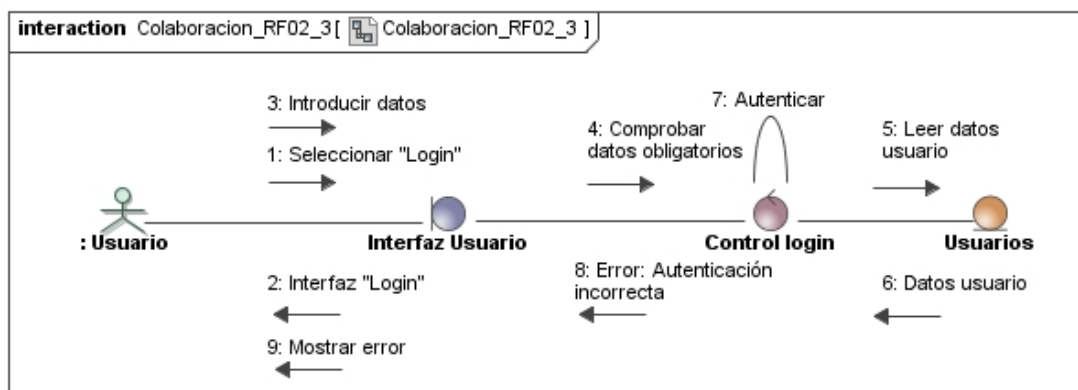 interaction Colaboracion_RF02_3[ Colaboracion_RF02_3 ]
3: Introducir datos
1: Seleccionar "Login"
4: Comprobar
datos obligatorios
7: Autenticar
5: Leer datos
usuario
: Usuario
Interfaz Usuario
Control login
Usuarios
2: Interfaz "Login"
9: Mostrar error
8: Error: Autenticación
incorrecta
6: Datos usuario